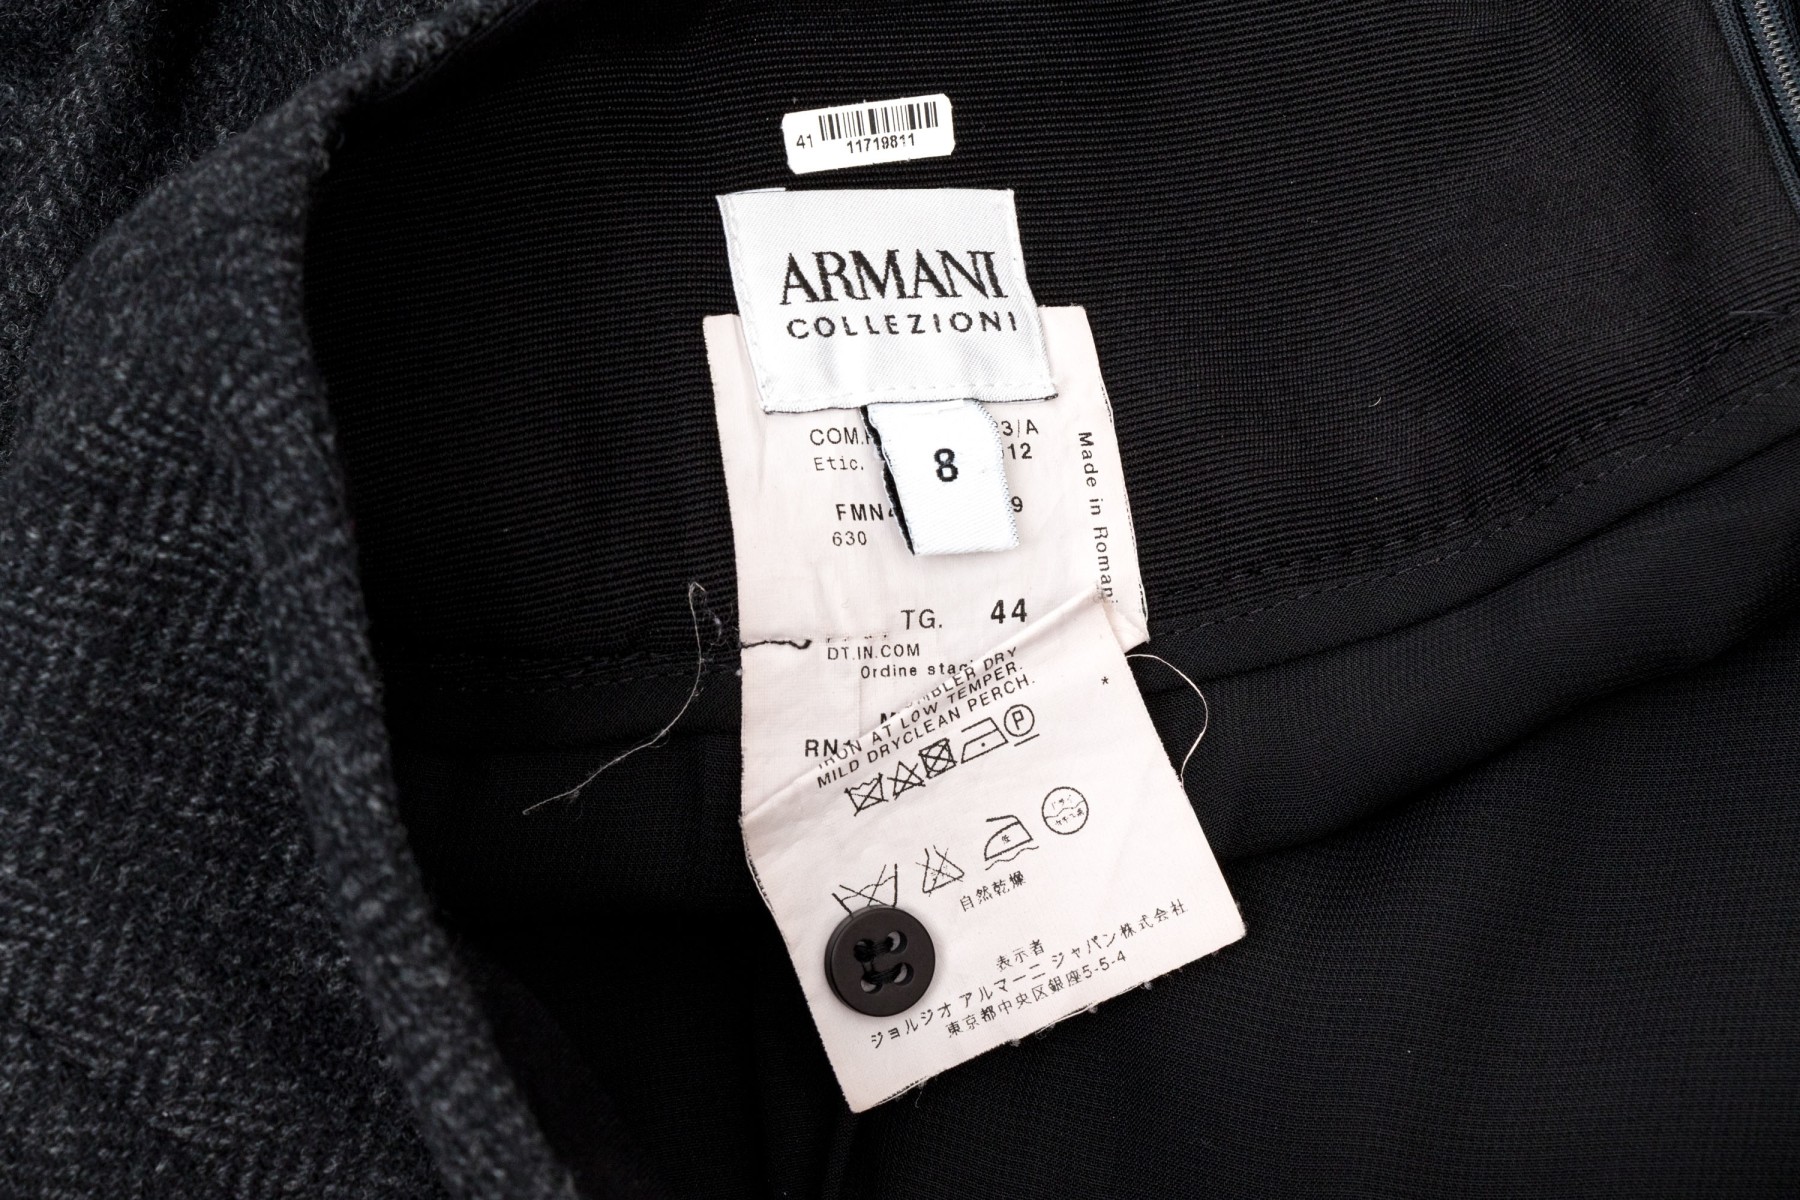 41
11719811
ARMANI
COLLEZIONI
8
COM. 3/A
Etic. 12
FMN 9
630
Made in Romani
TG. 44
DT.IN.COM
Ordine stag DRY
RN
IRON AT LOW TEMPER.
MILD DRYCLEAN PERCH.
P
*
自然乾燥
表示者
ジョルジオ アルマーニ ジャパン株式会社
東京都中央区銀座5-5-4